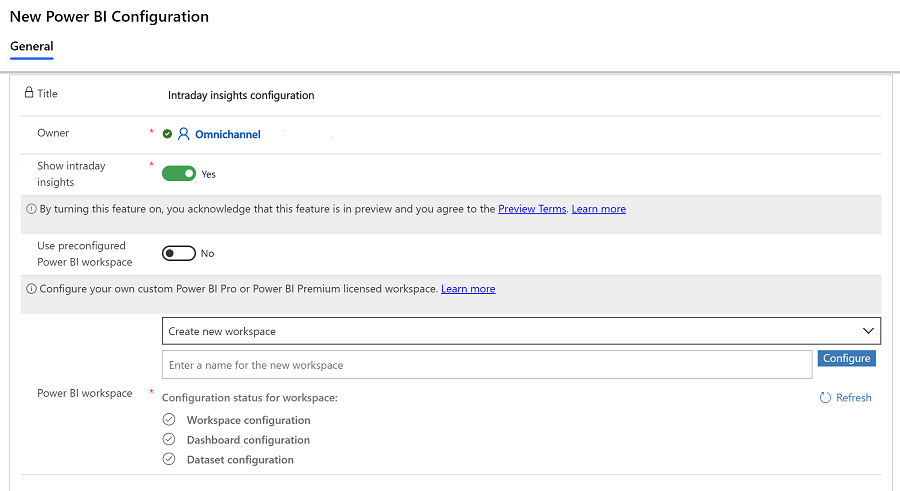 New Power BI Configuration
General
Title
Intraday insights configuration
Owner
* Omnichannel
Show intraday
insights
* Yes
By turning this feature on, you acknowledge that this feature is in preview and you agree to the Preview Terms. Learn more
Use preconfigured
Power BI workspace
No
Configure your own custom Power BI Pro or Power BI Premium licensed workspace. Learn more
Create new workspace
Enter a name for the new workspace
Configure
Power BI workspace *
Configuration status for workspace:
Refresh
Workspace configuration
Dashboard configuration
Dataset configuration